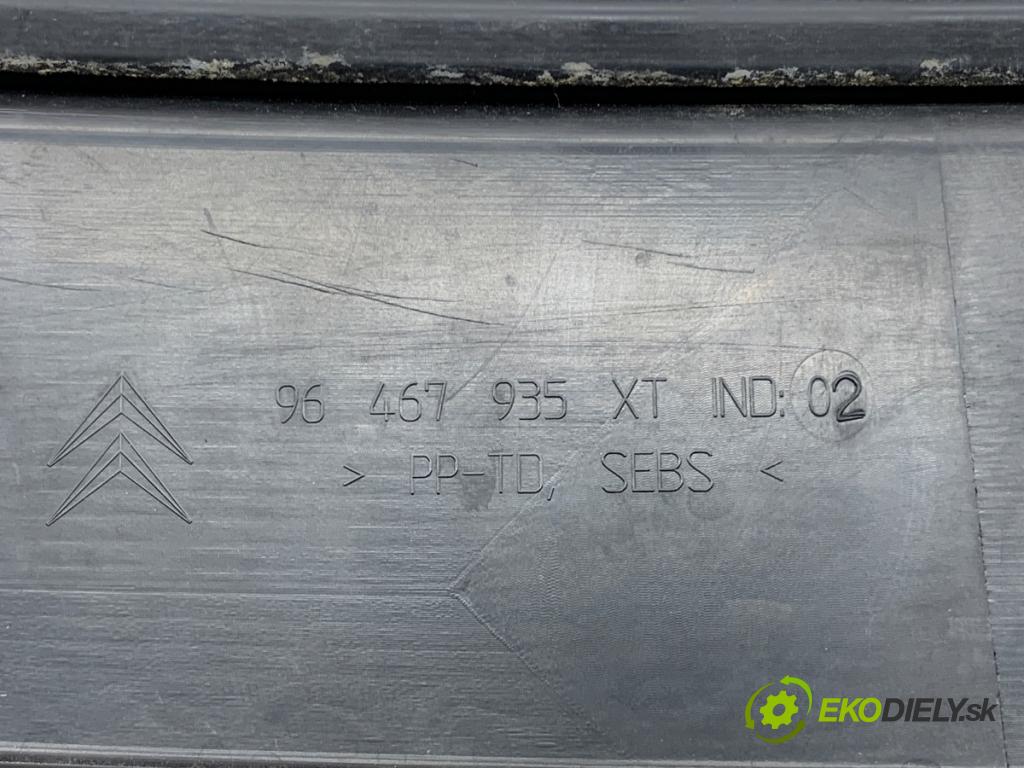 96 467 935 XT IND: 02
> PP-TD, SEBS <
EKODIELY.sk